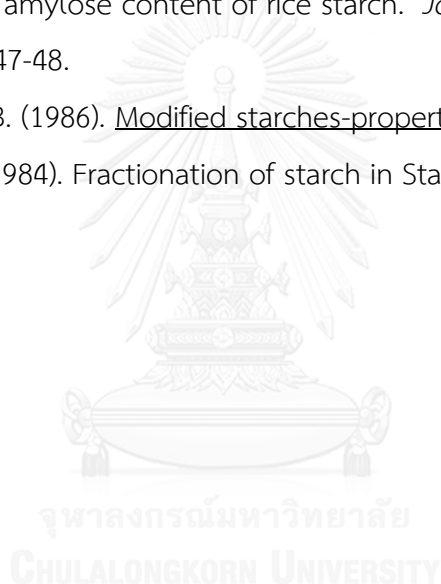 amylose content of rice starch. Jo
47-48.
B. (1986). Modified starches-propert
984). Fractionation of starch in Sta
จุฬาลงกรณ์มหาวิทยาลัย
CHULALONGKORN UNIVERSITY